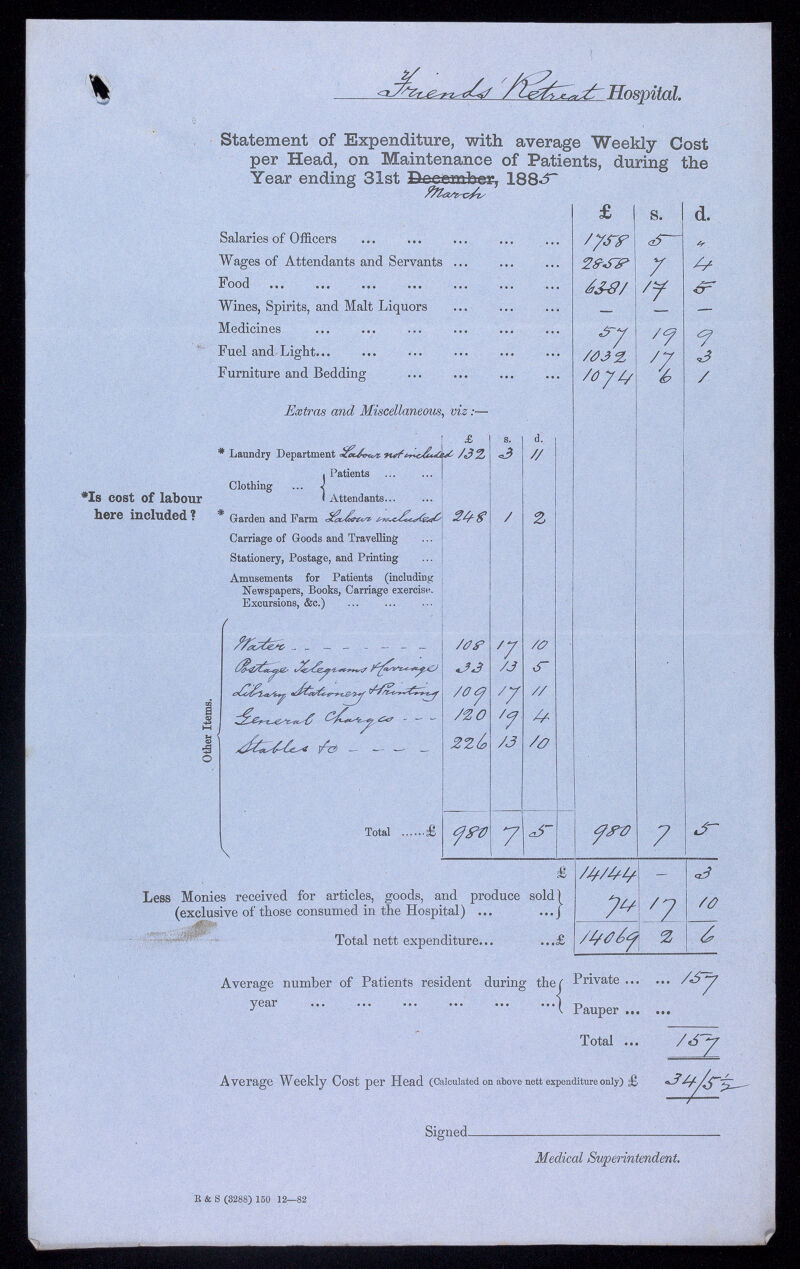 Friends' Retreat Hospital.
Statement of Expenditure, with average Weekly Cost
per Head, on Maintenance of Patients, during the
Year ending 31st December, 1885
March
£ s. d.
Salaries of Officers ... ... ... ... ... 1758 5 "
Wages of Attendants and Servants ... ... ... 2858 7 4
Food ... ... ... ... ... ... ... 6381 17 5
Wines, Spirits, and Malt Liquors ... ... ... — — —
Medicines ... ... ... ... ... ... 57 19 9
Fuel and Light... ... ... ... ... ... 1032 17 3
Furniture and Bedding ... ... ... ... 1074 6 1
Extras and Miscellaneous, viz :—
£ s. d.
* Laundry Department Labour not included 132 3 11
Clothing ... { Patients ... ...
Attendants... ...
*Is cost of labour
here included?
* Garden and Farm Labour included 248 1 2
Carriage of Goods and Travelling ...
Stationery, Postage, and Printing ...
Amusements for Patients (including
Newspapers, Books, Carriage exercise.
Excursions, &c.) ... ... ...
Other Items.
Water - - - - - - - 108 17 10
Postage Telegrams & Carriage 33 13 5
Library Stationery & Printing 109 17 11
General Charges - - - 120 19 4
Stables &c - - - - 226 13 10
Total ......£ 980 7 5 980 7 5
£ 14144 - 3
Less Monies received for articles, goods, and produce sold }
(exclusive of those consumed in the Hospital) ... ... } 74 17 10
Total nett expenditure... ...£ 14069 2 6
Average number of Patients resident during the { Private ... ... 157
year ... ... ... ... ... ... { Pauper ... ...
Total ... 157
Average Weekly Cost per Head (Calculated on above nett expenditure only) £ 34/5½
Signed
Medical Superintendent.
R & S (3288) 150 12—82